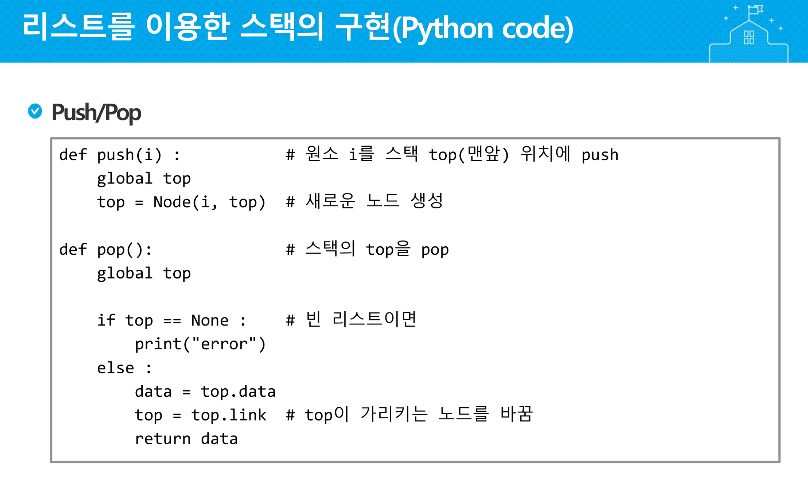 리스트를 이용한 스택의 구현(Python code)
Push/Pop
def push(i) :           # 원소 i를 스택 top(맨앞) 위치에 push
    global top
    top = Node(i, top)  # 새로운 노드 생성
def pop():              # 스택의 top을 pop
    global top
    if top == None :    # 빈 리스트이면
        print("error")
    else :
        data = top.data
        top = top.link  # top이 가리키는 노드를 바꿈
        return data